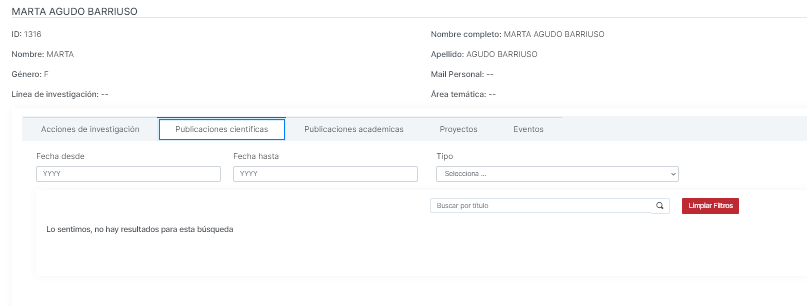 MARTA AGUDO BARRIUSO
ID: 1316
Nombre completo: MARTA AGUDO BARRIUSO
Nombre: MARTA
Apellido: AGUDO BARRIUSO
Género: F
Mail Personal: --
Línea de investigación: --
Área temática: --
Acciones de investigación
Publicaciones científicas
Publicaciones academicas
Proyectos
Eventos
Fecha desde
Fecha hasta
Tipo
YYYY
YYYY
Selecciona ...
Buscar por título
Limpiar Filtros
Lo sentimos, no hay resultados para esta búsqueda